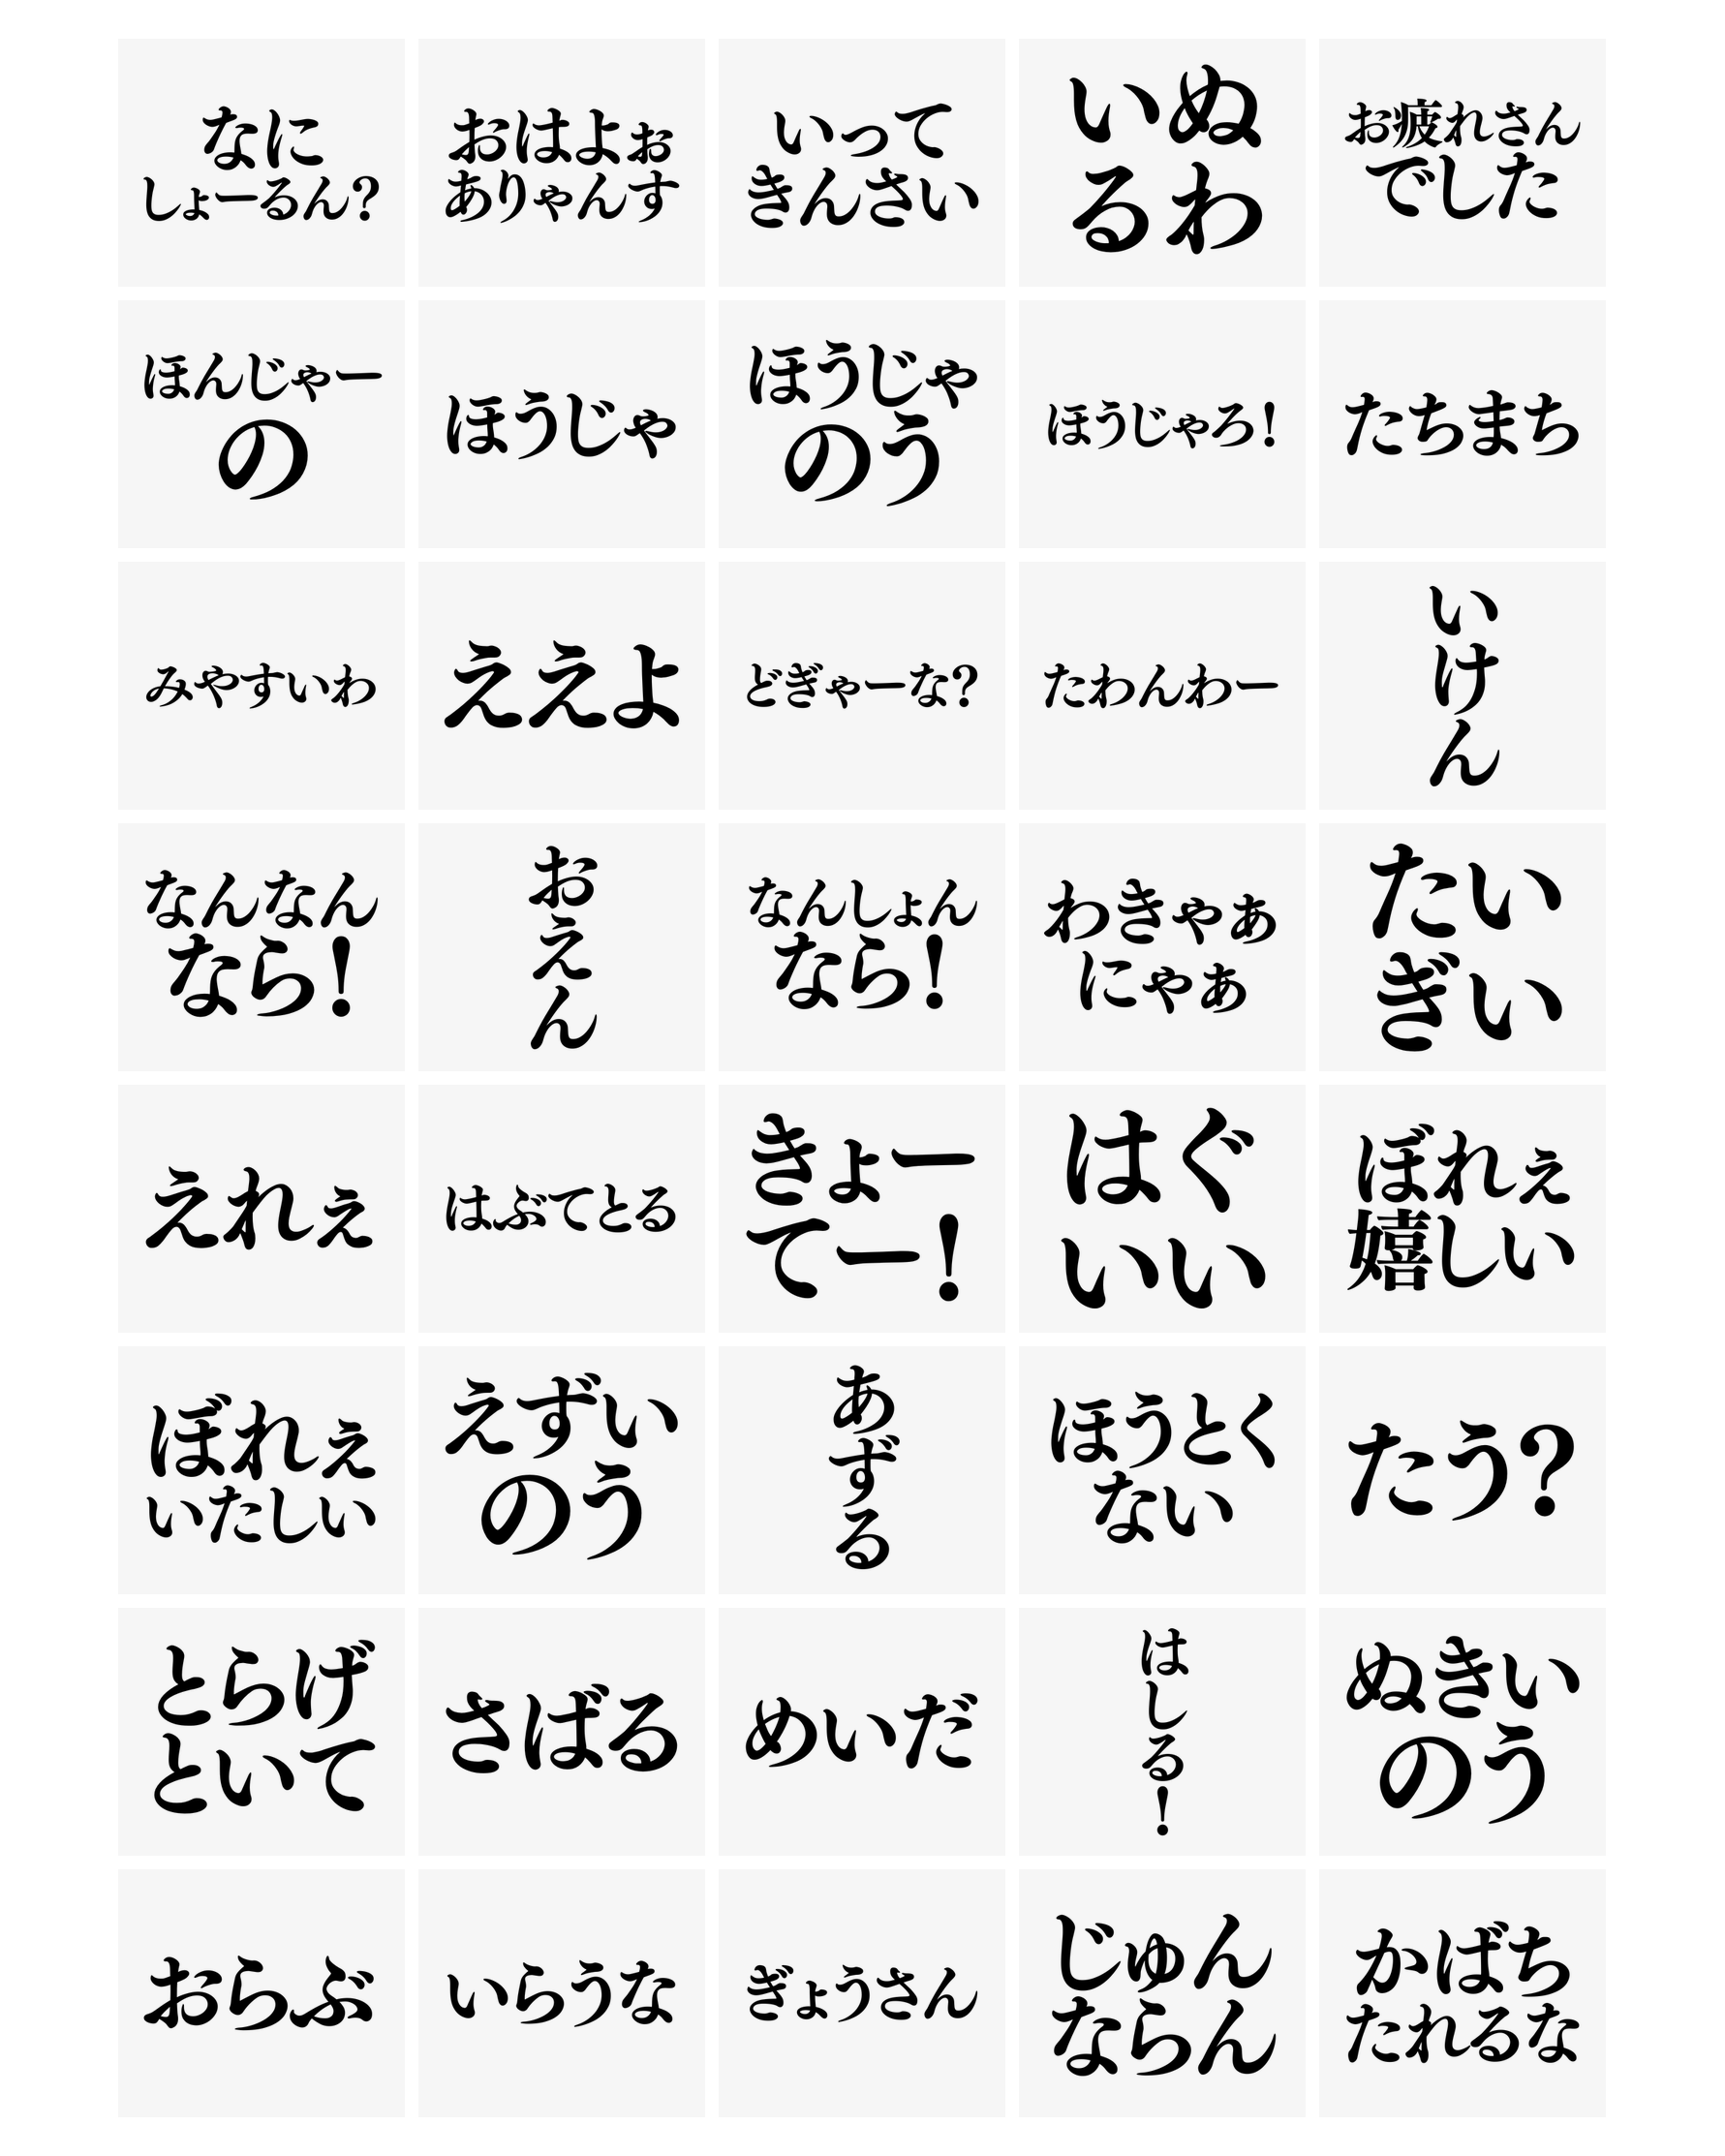 なに
しょーるん?
おはよぉ
ありゃんす
いって
きんさい
いぬ
るわ
お疲れさん
でした
ほんじゃー
の
ほうじゃ
ほうじゃ
のう
ほうじゃろ!
たちまち
みやすいわ
ええよ
どぎゃーな?
たわんわー
いけん
なんなん
なら!
おえん
なんしょん
なら!
わきゃぁ
にゃぁ
たい
ぎい
えれぇ
はぶてとる
きょー
てー!
はぐ
いい
ぼれぇ
嬉しい
ぼれぇ
いたしい
えずい
のう
あずる
ほうとく
ない
たう?
とらげ
といて
さばる
めいだ
はしる!
ぬきい
のう
おらぶ
いらうな
ぎょうさん
じゅん
ならん
かばち
たれるな